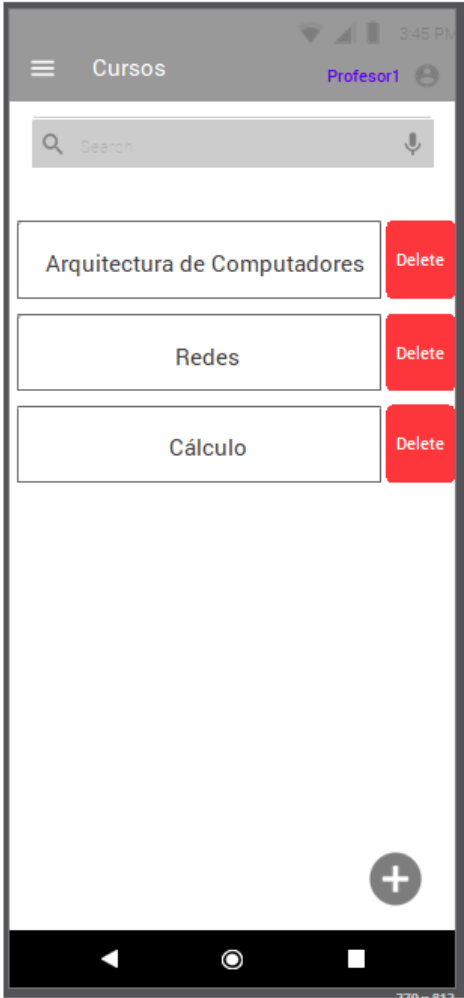 3:45 PM
Cursos
Profesor1
Search
Arquitectura de Computadores
Delete
Redes
Delete
Cálculo
Delete